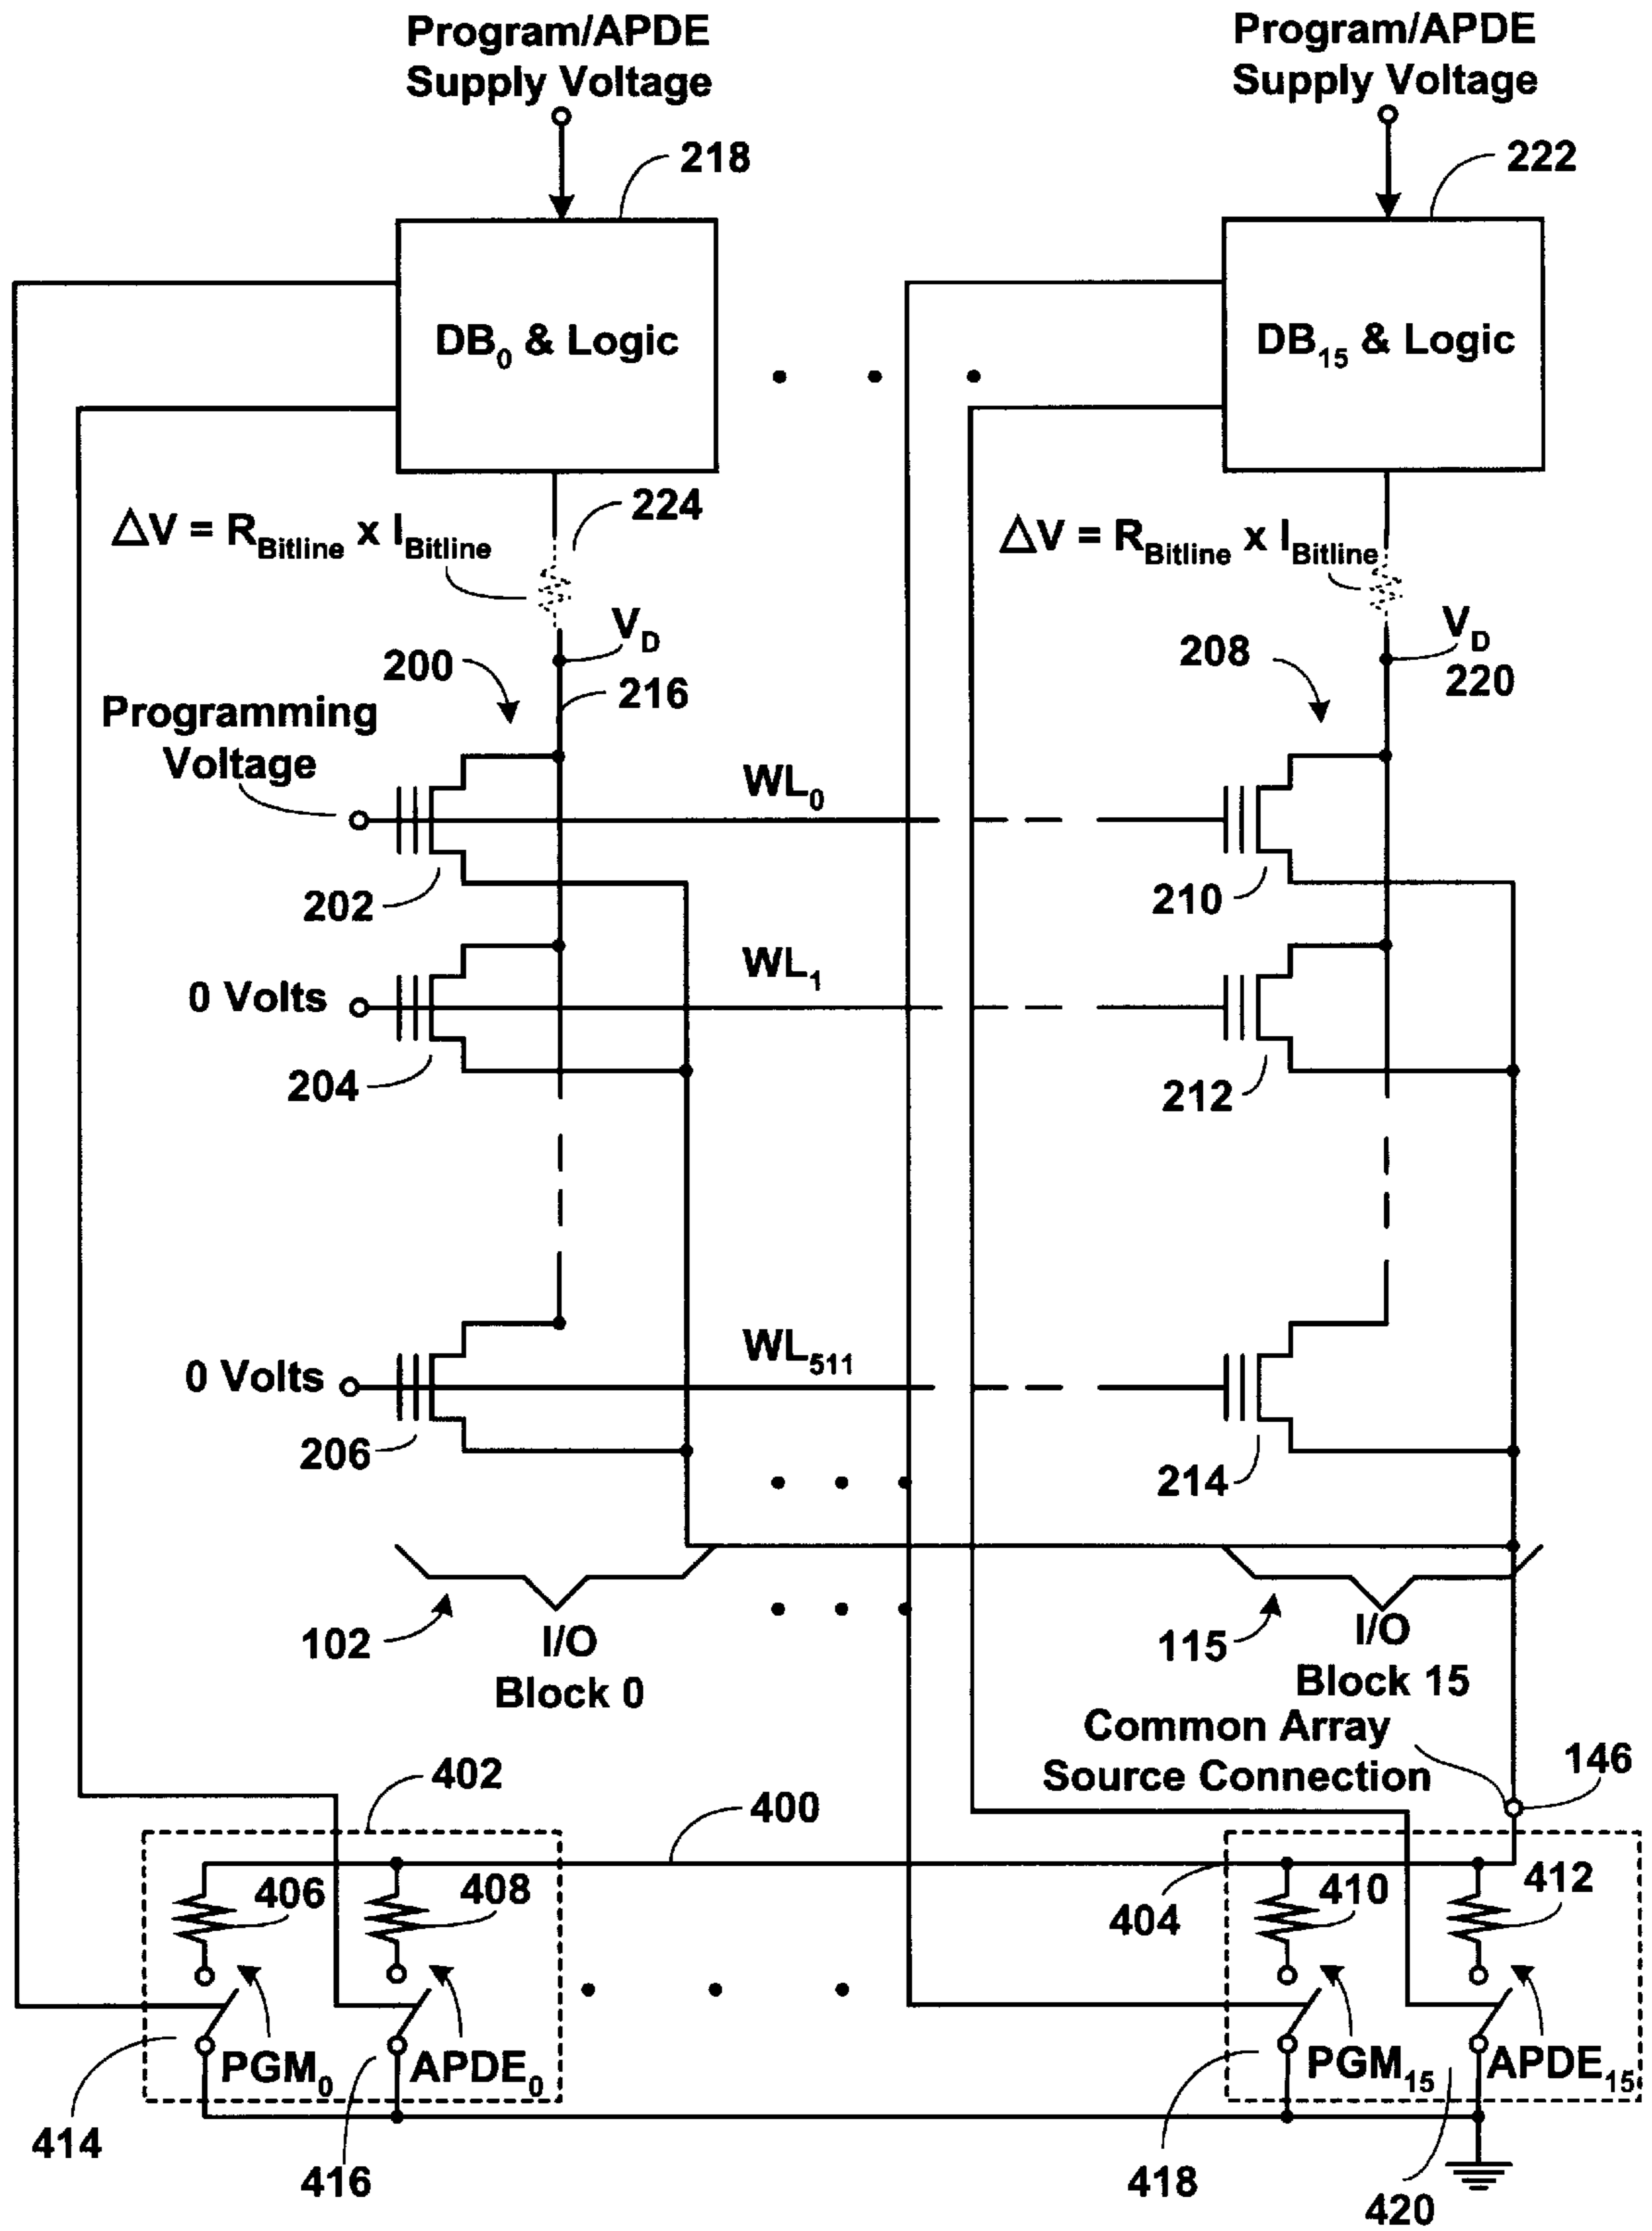 Program/APDE
Supply Voltage
Program/APDE
Supply Voltage
218
222
DB0 & Logic
DB15 & Logic
224
ΔV = RBitline x IBitline
ΔV = RBitline x IBitline
VD
VD
200
208
216
220
Programming
Voltage
WL0
202
210
WL1
0 Volts
204
212
WL511
0 Volts
206
214
102
115
I/O
Block 0
I/O
Block 15
Common Array
Source Connection
146
402
400
406
408
410
412
404
PGM0
APDE0
PGM15
APDE15
414
416
418
420